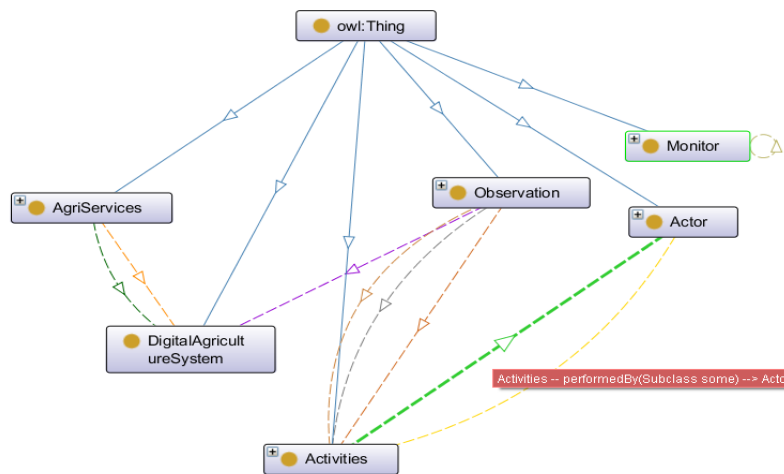 owl:Thing
Monitor
AgriServices
Observation
Actor
DigitalAgricult
ureSystem
Activities -- performedBy(Subclass some) --> Acto
Activities